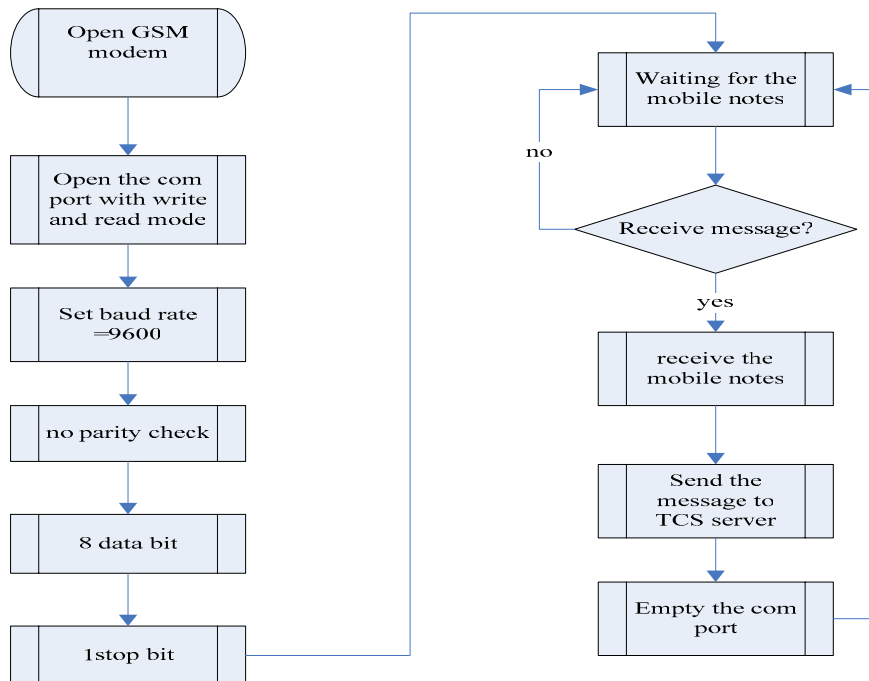 Open GSM
modem
Open the com
port with write
and read mode
Set baud rate
=9600
no parity check
8 data bit
1stop bit
Waiting for the
mobile notes
no
Receive message?
yes
receive the
mobile notes
Send the
message to
TCS server
Empty the com
port